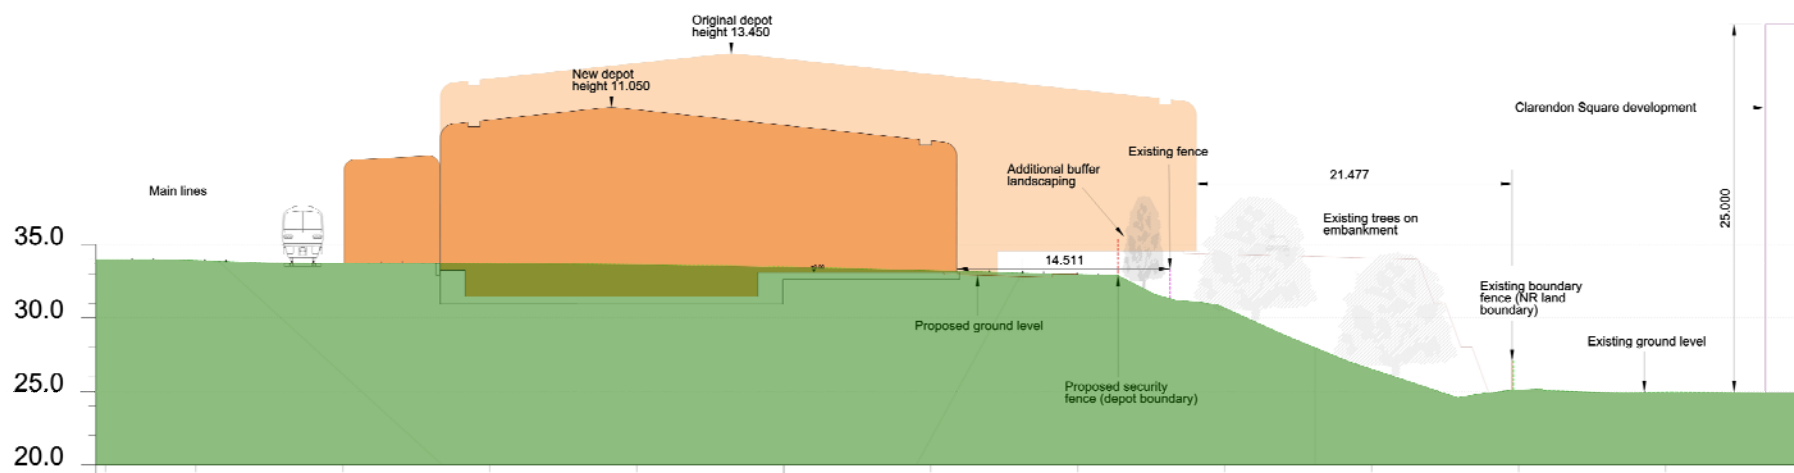 Original depot
height 13.450
New depot
height 11.050
Clarendon Square development
25.000
Existing fence
Additional buffer
landscaping
21.477
Main lines
Existing trees on
embankment
35.0
14.511
Existing boundary
fence (NR land
boundary)
30.0
Proposed ground level
Existing ground level
25.0
Proposed security
fence (depot boundary)
20.0